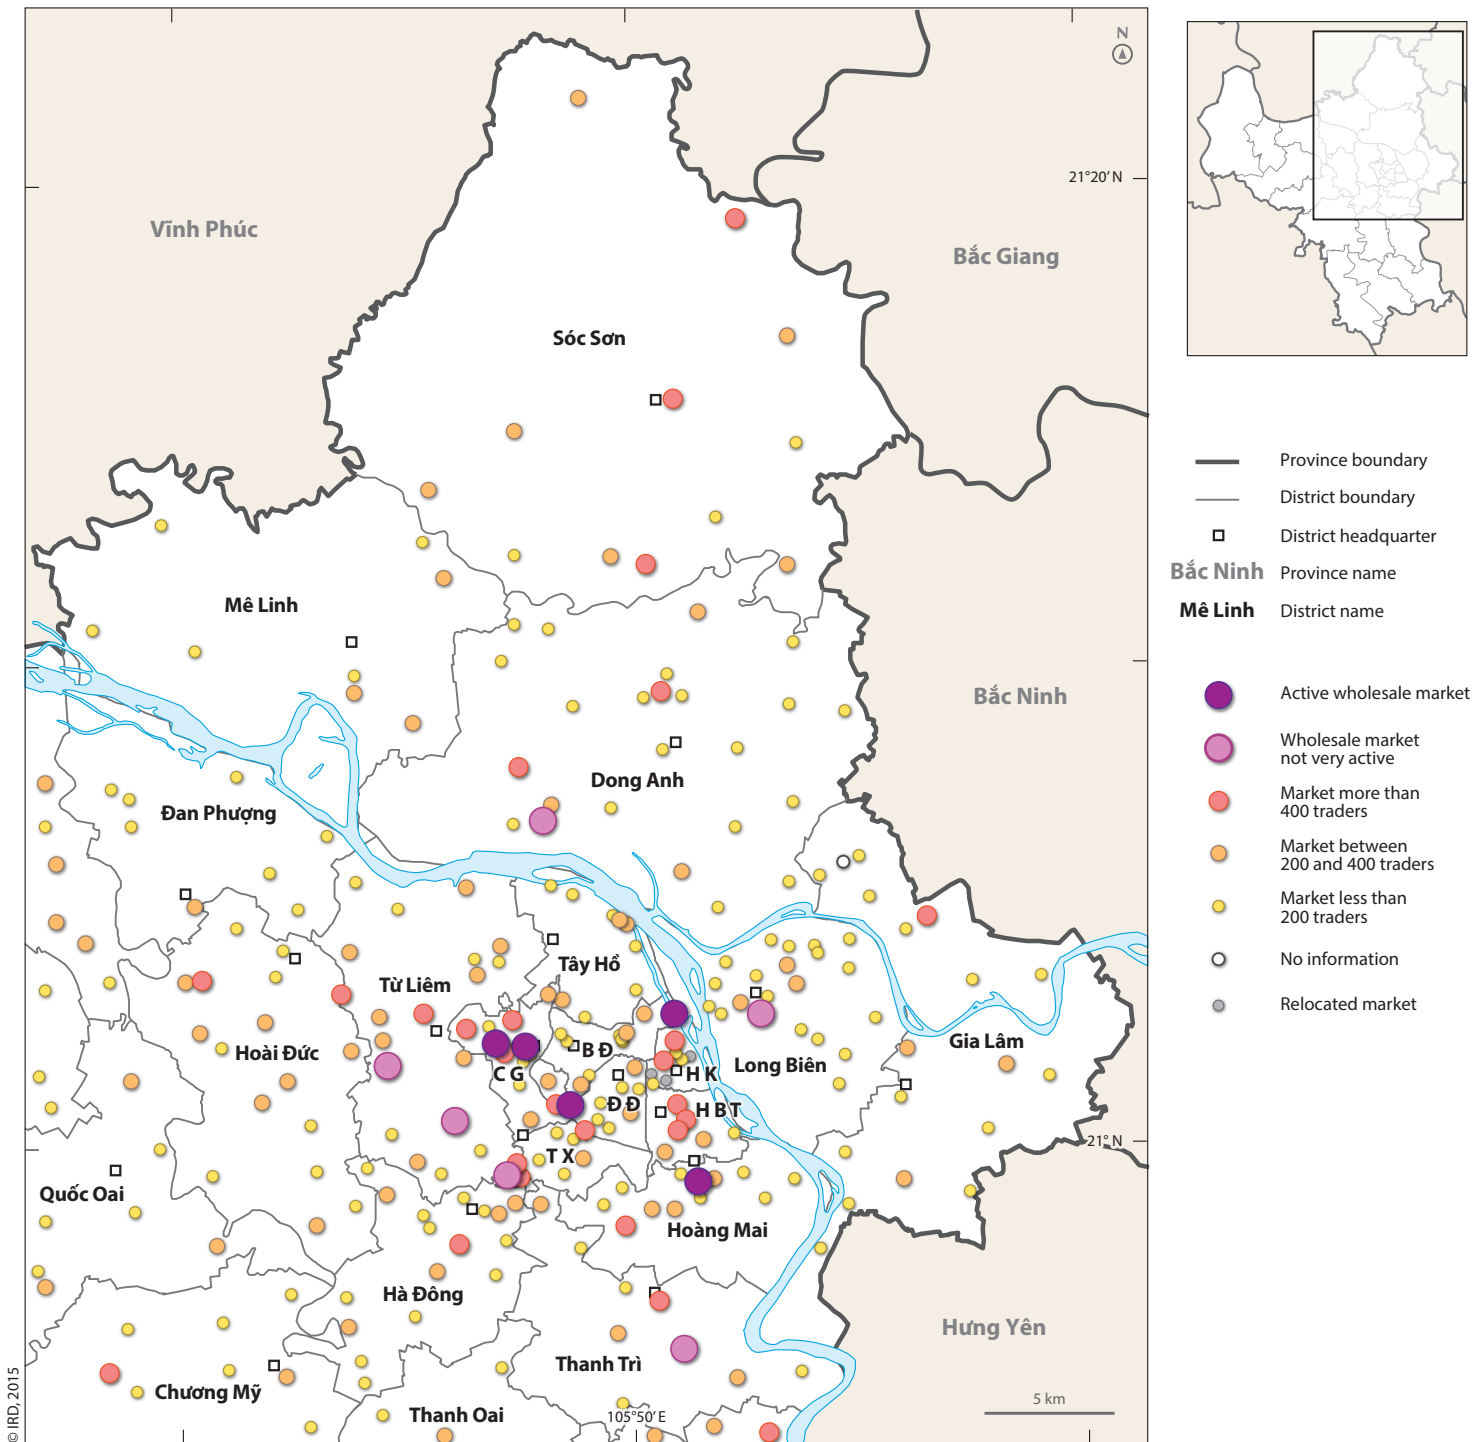 N
21°20' N
Vĩnh Phúc
Bắc Giang
Sóc Sơn
Mê Linh
Bắc Ninh
Dong Anh
Đan Phượng
Tây Hồ
Từ Liêm
Hoài Đức
B Đ
C G
H K
Long Biên
Gia Lâm
Đ Đ
H B T
21° N
T X
Quốc Oai
Hoàng Mai
Hà Đông
Hưng Yên
Thanh Trì
Chương Mỹ
Thanh Oai
105°50' E
5 km
© IRD, 2015
Province boundary
District boundary
District headquarter
Bắc Ninh Province name
Mê Linh District name
Active wholesale market
Wholesale market
not very active
Market more than
400 traders
Market between
200 and 400 traders
Market less than
200 traders
No information
Relocated market